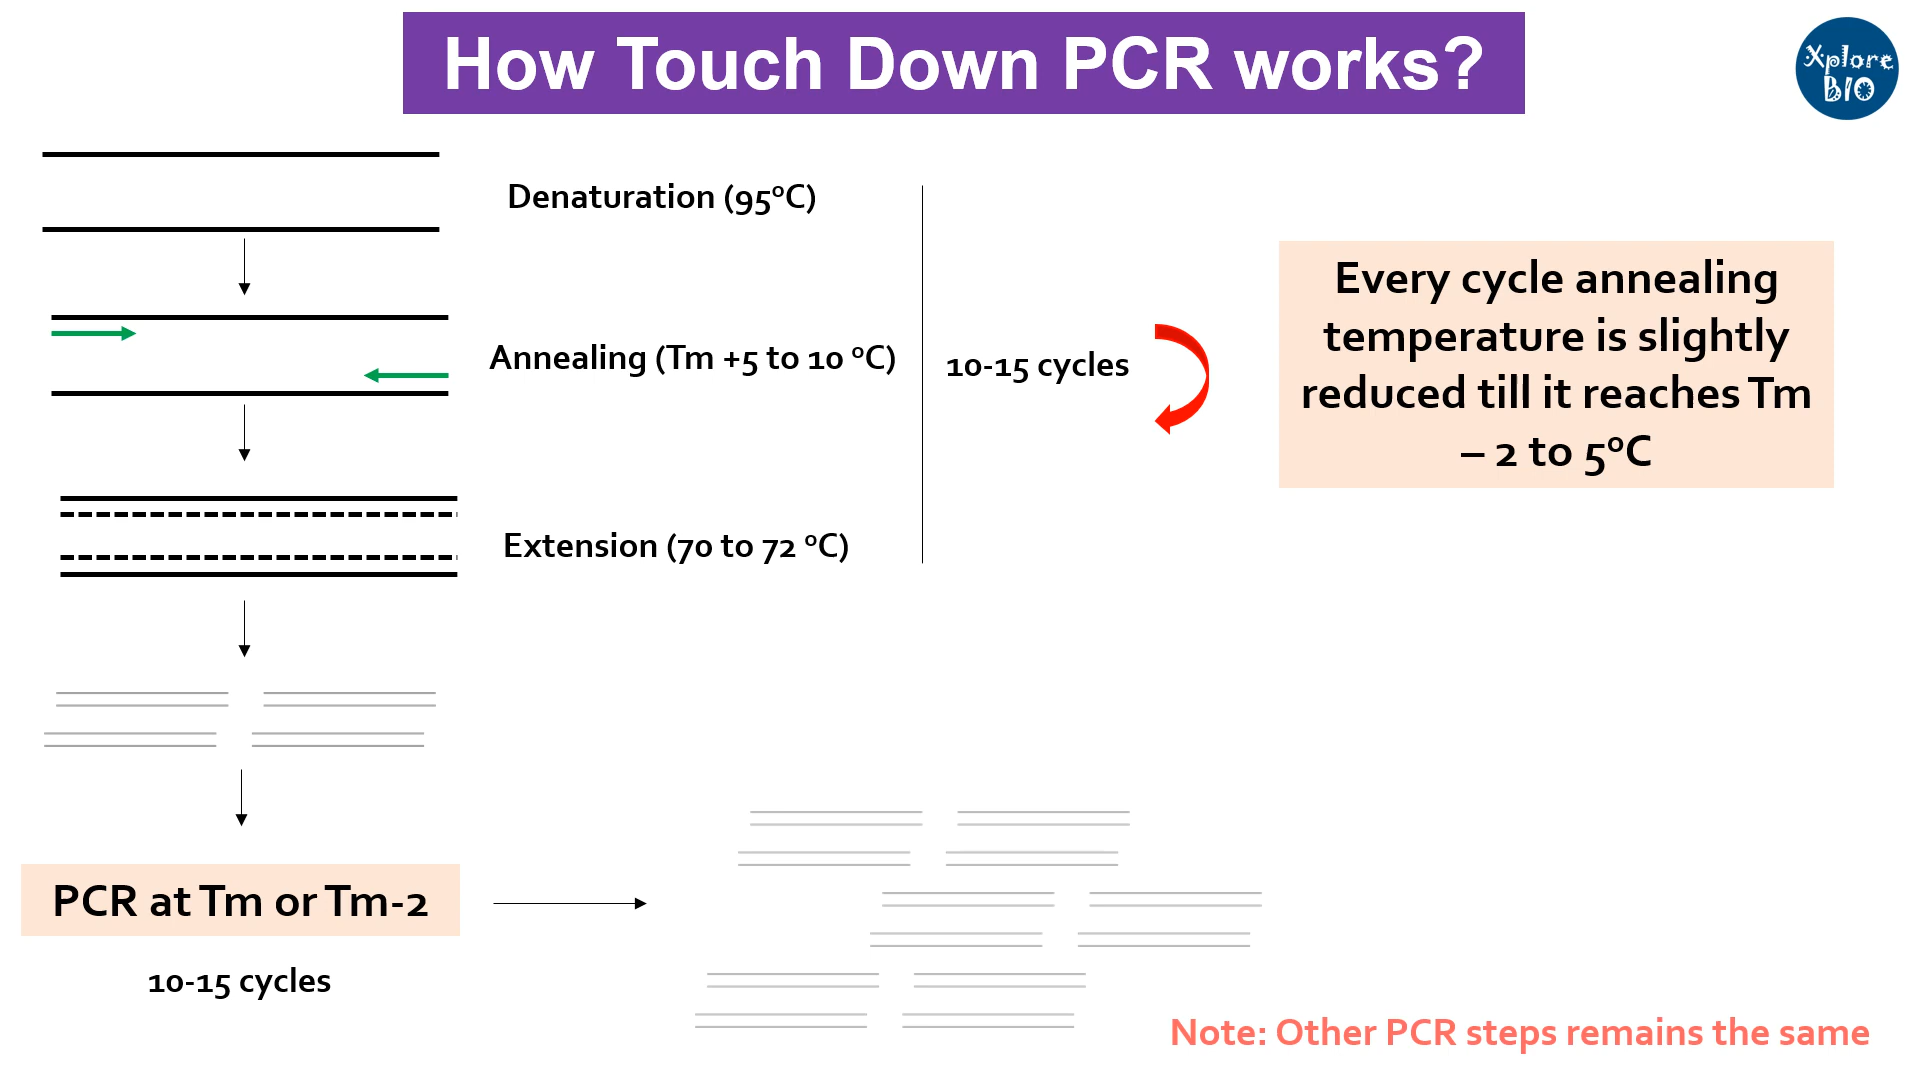 How Touch Down PCR works?
Xplore
BIO
Denaturation (95°C)
Annealing (Tm +5 to 10 °C)
10-15 cycles
Every cycle annealing
temperature is slightly
reduced till it reaches Tm
– 2 to 5°C
Extension (70 to 72 °C)
PCR at Tm or Tm-2
10-15 cycles
Note: Other PCR steps remains the same